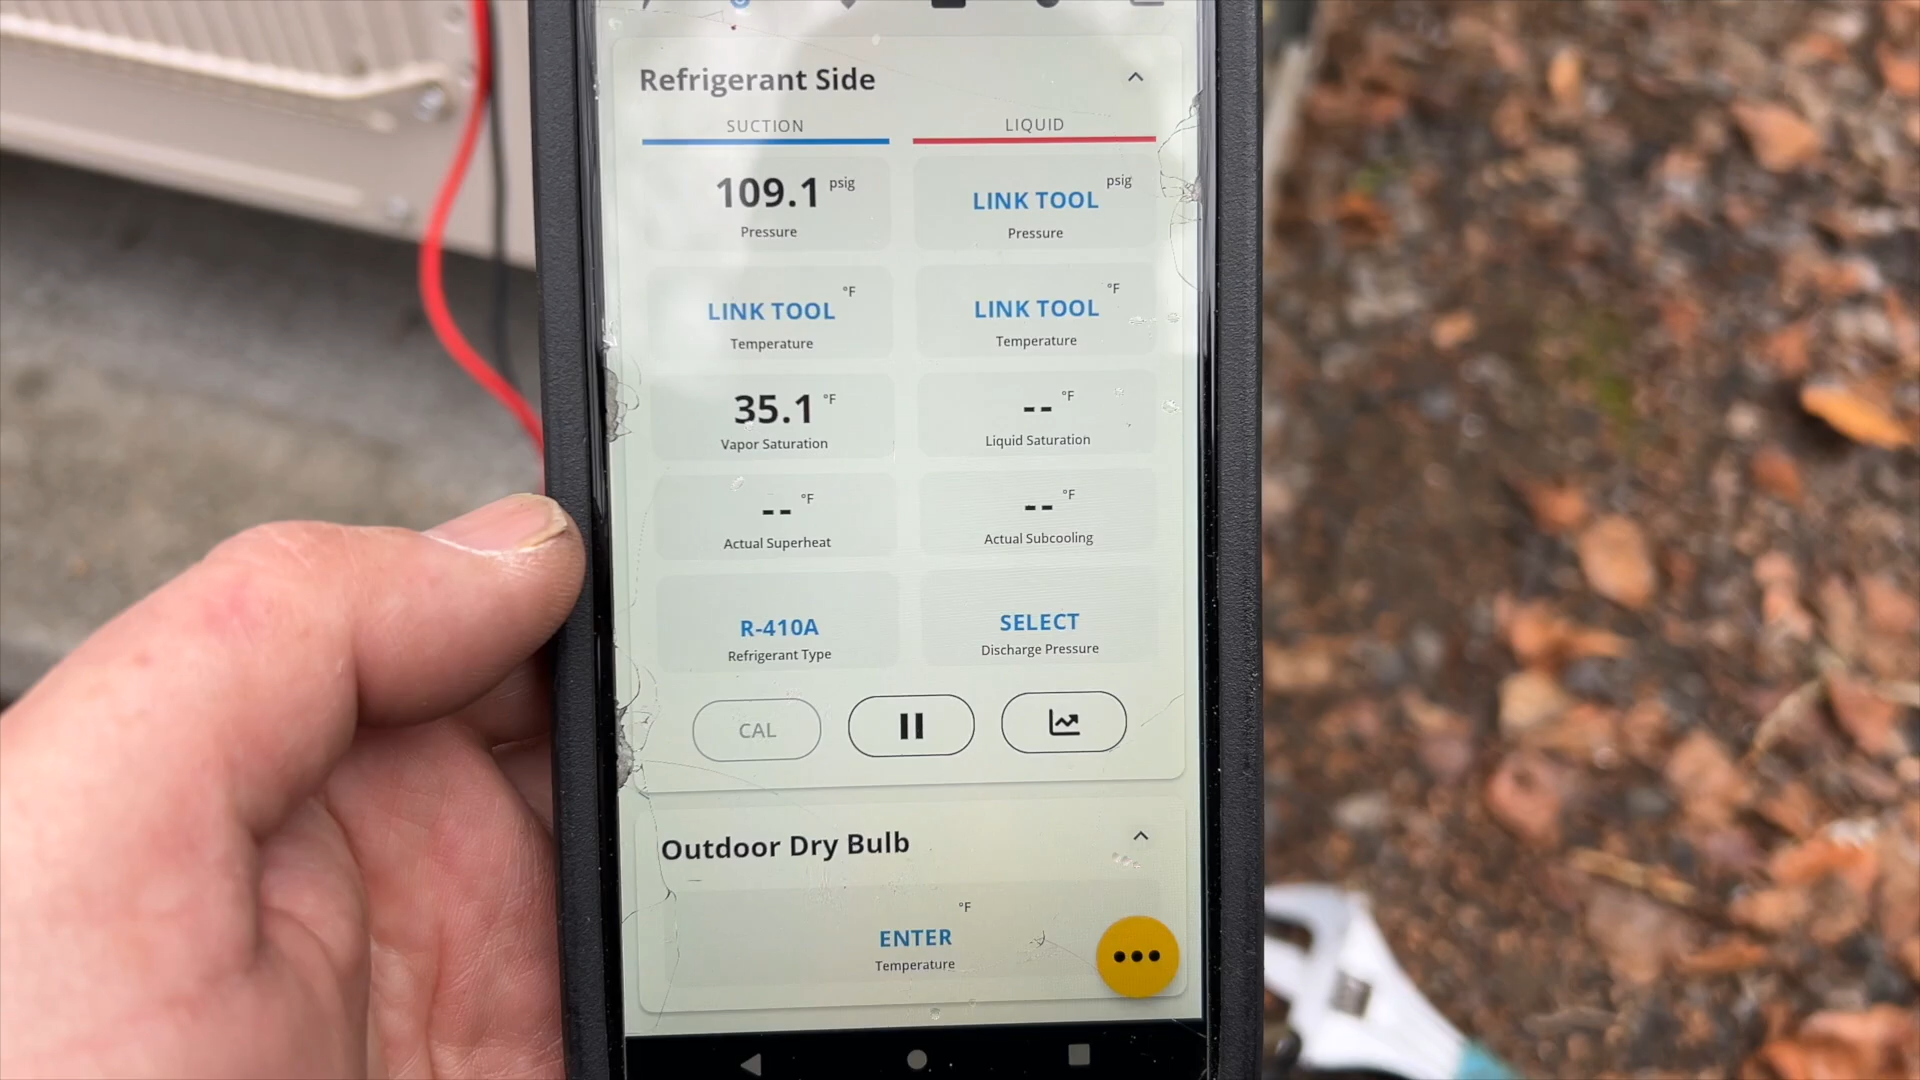 Refrigerant Side
SUCTION
LIQUID
109.1 psig
Pressure
LINK TOOL psig
Pressure
LINK TOOL °F
Temperature
LINK TOOL °F
Temperature
35.1 °F
Vapor Saturation
-- °F
Liquid Saturation
-- °F
Actual Superheat
-- °F
Actual Subcooling
R-410A
Refrigerant Type
SELECT
Discharge Pressure
CAL
Outdoor Dry Bulb
°F
ENTER
Temperature